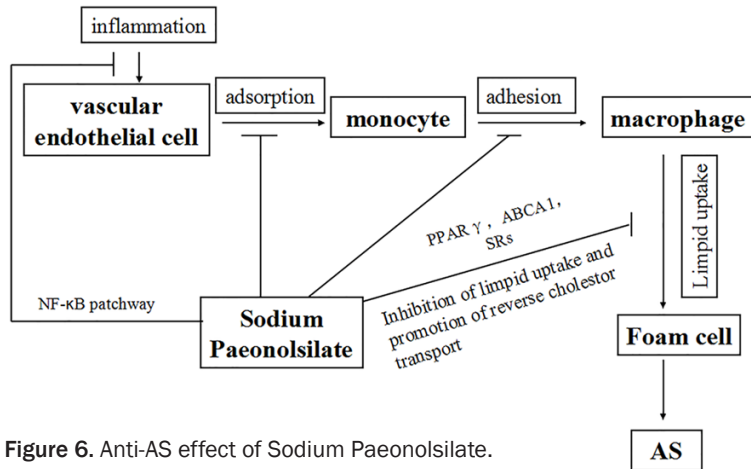 inflammation
vascular
endothelial cell
adsorption
monocyte
adhesion
macrophage
Limpid uptake
PPAR γ, ABCA1,
SRs
Inhibition of limpid uptake and
promotion of reverse cholestor
transport
NF-κB patchway
Sodium
Paeonolsilate
Foam cell
AS
Figure 6. Anti-AS effect of Sodium Paeonolsilate.